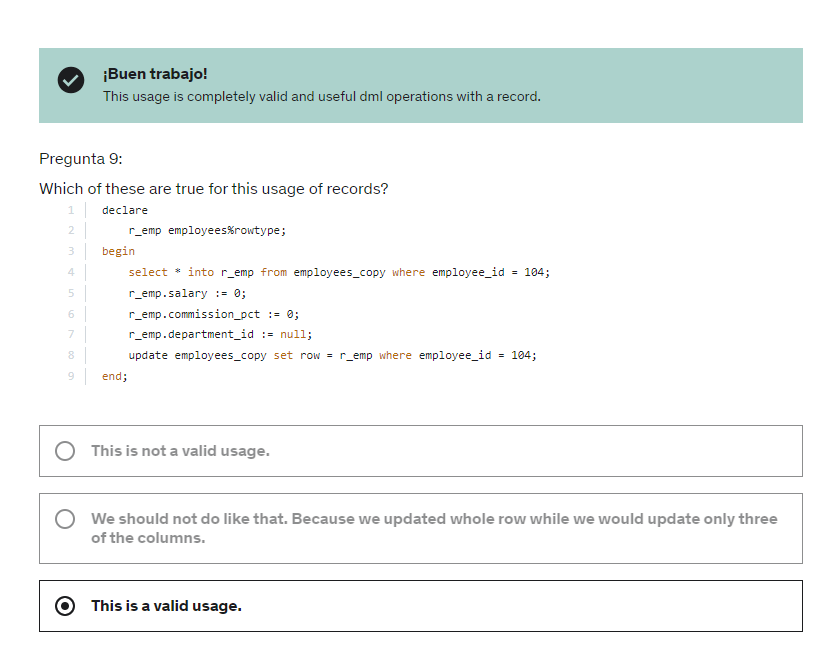 ¡Buen trabajo!
This usage is completely valid and useful dml operations with a record.
Pregunta 9:
Which of these are true for this usage of records?
1 declare
2 r_emp employees%rowtype;
3 begin
4 select * into r_emp from employees_copy where employee_id = 104;
5 r_emp.salary := 0;
6 r_emp.commission_pct := 0;
7 r_emp.department_id := null;
8 update employees_copy set row = r_emp where employee_id = 104;
9 end;
This is not a valid usage.
We should not do like that. Because we updated whole row while we would update only three
of the columns.
This is a valid usage.